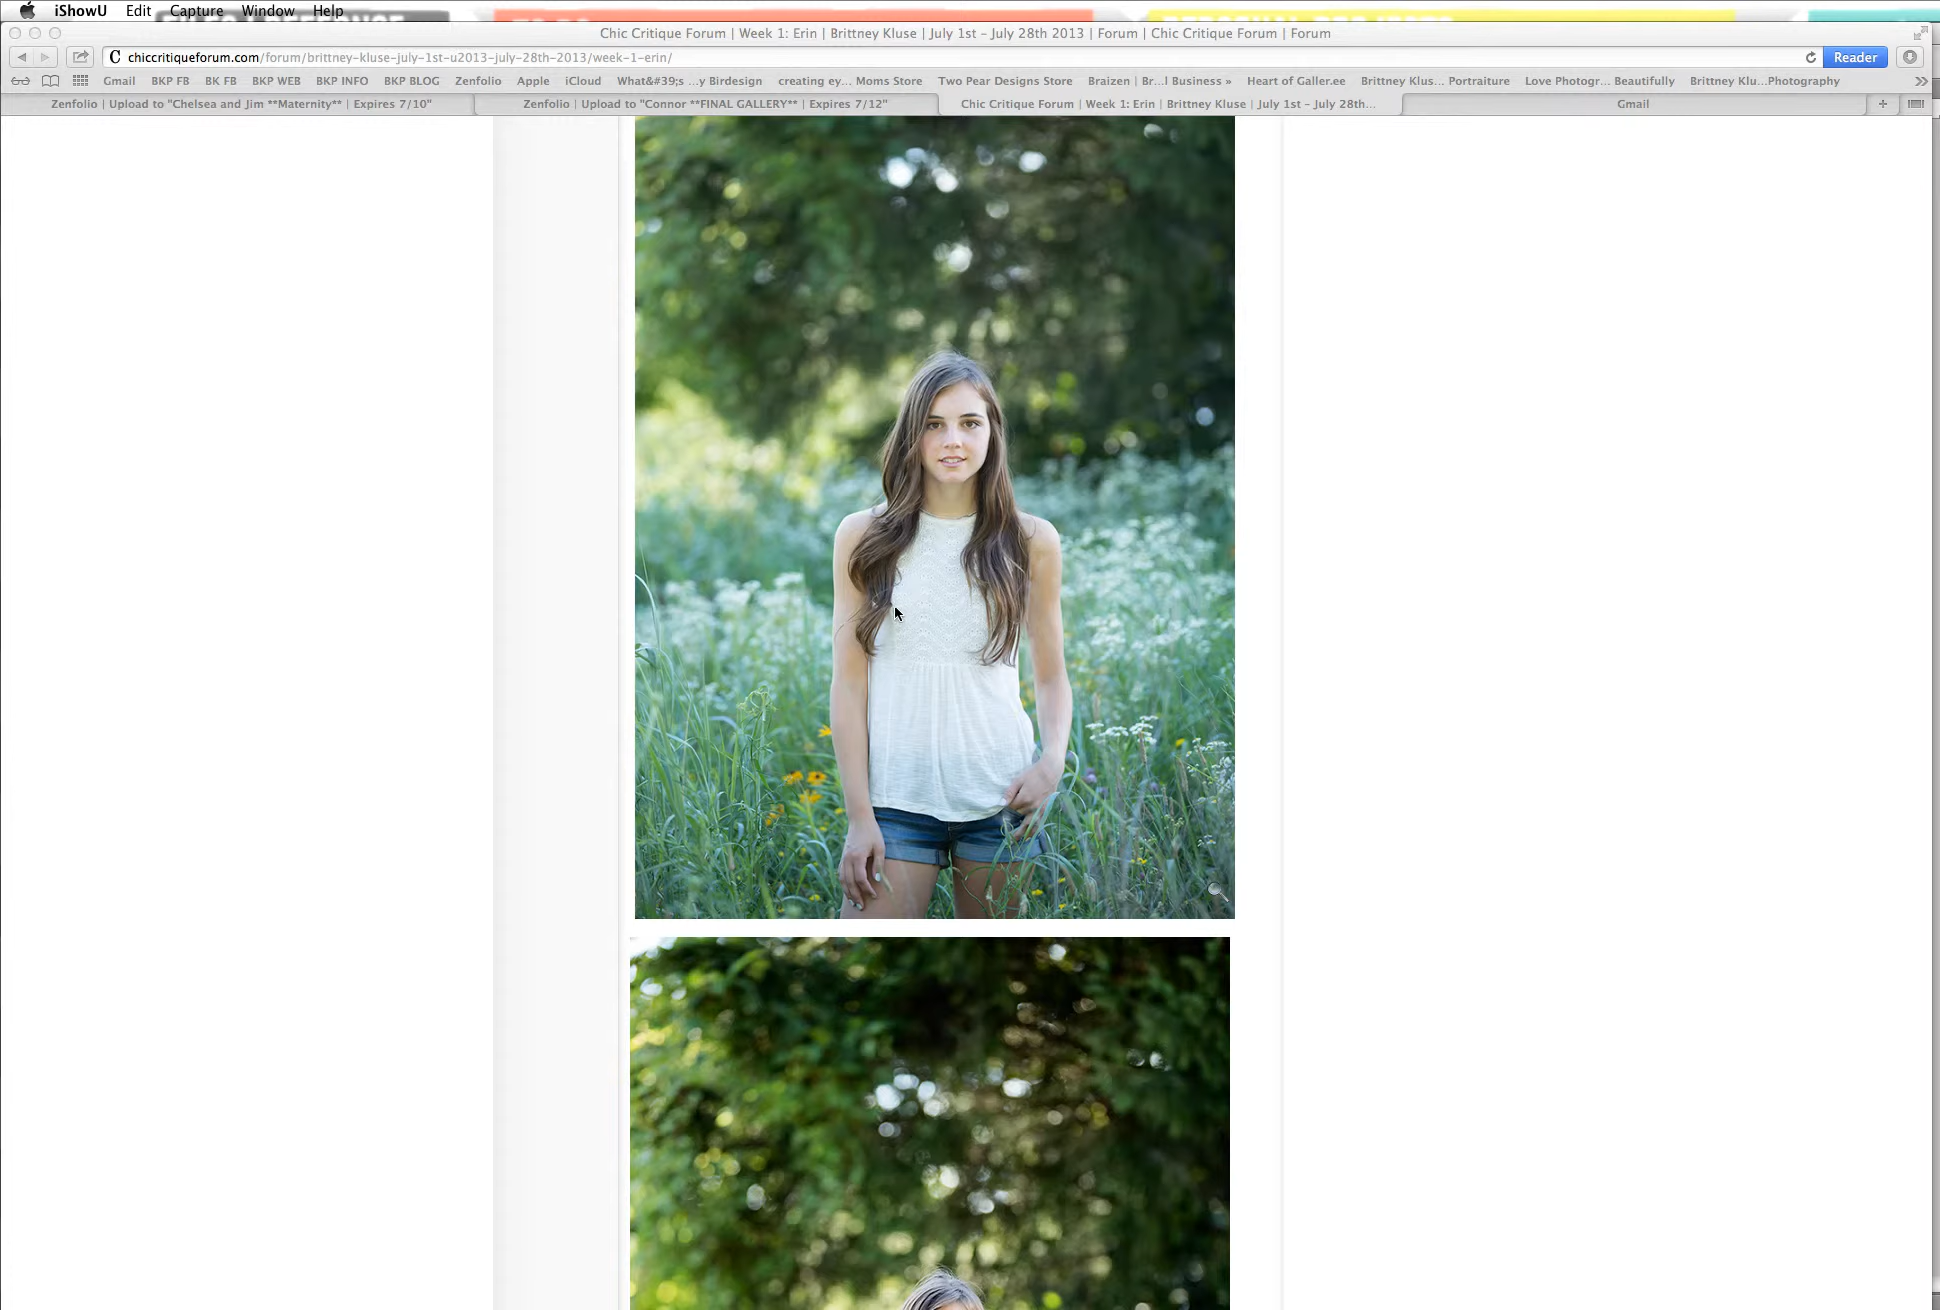 iShowU Edit Capture Window Help
Chic Critique Forum | Week 1: Erin | Brittney Kluse | July 1st – July 28th 2013 | Forum | Chic Critique Forum | Forum
chiccritiqueforum.com/forum/brittney-kluse-july-1st-u2013-july-28th-2013/week-1-erin/ Reader
Gmail BKP FB BK FB BKP WEB BKP INFO BKP BLOG Zenfolio Apple iCloud What&#39;s ...y Birdesign creating ey... Moms Store Two Pear Designs Store Braizen | Br...l Business » Heart of Galler.ee Brittney Klus... Portraiture Love Photogr... Beautifully Brittney Klu...Photography »
Zenfolio | Upload to "Chelsea and Jim **Maternity** | Expires 7/10" Zenfolio | Upload to "Connor **FINAL GALLERY** | Expires 7/12" Chic Critique Forum | Week 1: Erin | Brittney Kluse | July 1st – July 28th... Gmail